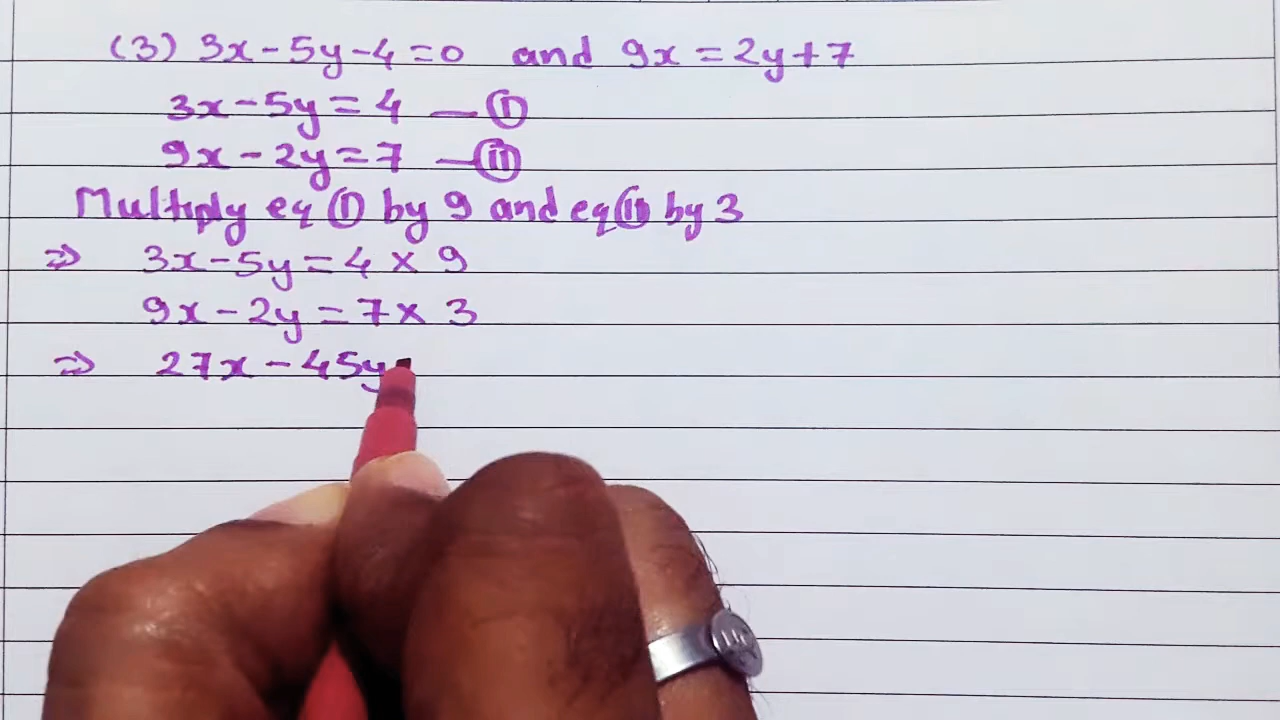 (3) 3x-5y-4=0 and 9x=2y+7
3x-5y=4 — (i)
9x-2y=7 — (ii)
Multiply eq (i) by 9 and eq (ii) by 3
⇒ 3x-5y=4×9
9x-2y=7×3
⇒ 27x-45y